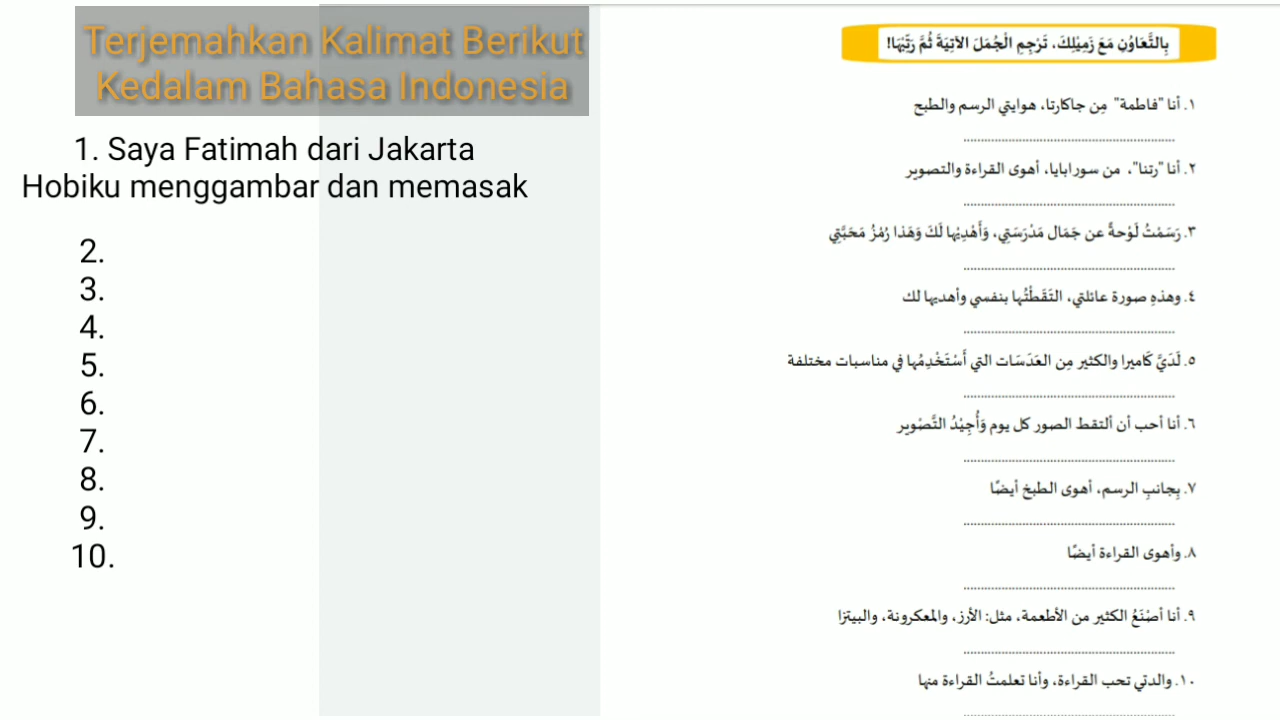 Terjemahkan Kalimat Berikut
Kedalam Bahasa Indonesia
1. Saya Fatimah dari Jakarta
Hobiku menggambar dan memasak
2.
3.
4.
5.
6.
7.
8.
9.
10.
بِالتَّعَاوُنِ مَعَ زَمِيْلِكَ، تَرْجِمِ الْجُمَلَ الآتِيَةَ ثُمَّ رَتِّبْهَا!
١. أنا "فاطمة" مِن جاكارتا، هوايتي الرسم والطبخ
................................................
٢. أنا "رتنا"، من سورابايا، أهوى القراءة والتصوير
................................................
٣. رَسَمْتُ لَوْحةً عن جَمَال مَدْرَسَتِي، وَأَهْدِيْها لَكَ وَهَذا رُمْزُ مَحَبَّتِي
................................................
٤. وهذهِ صورة عائلتي، التَقَطْتُها بنفسي وأهديها لك
................................................
٥. لَدَيَّ كَاميرا والكثير مِن العَدَسَات التي أَسْتَخْدِمُها في مناسبات مختلفة
................................................
٦. أنا أحب أن ألتقط الصور كل يوم وَأُجِيْدُ التَّصْوِير
................................................
٧. بِجانبِ الرسم، أهوى الطبخ أيضًا
................................................
٨. وأهوى القراءة أيضًا
................................................
٩. أنا أصْنَعُ الكثير من الأطعمة، مثل: الأرز، والمعكرونة، والبيتزا
................................................
١٠. والدتي تحب القراءة، وأنا تعلمتُ القراءة منها
................................................